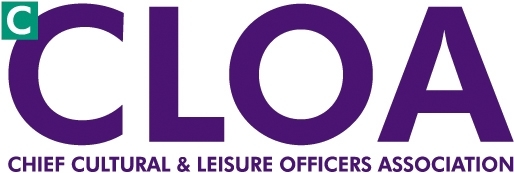 C
CLOA
CHIEF CULTURAL & LEISURE OFFICERS ASSOCIATION